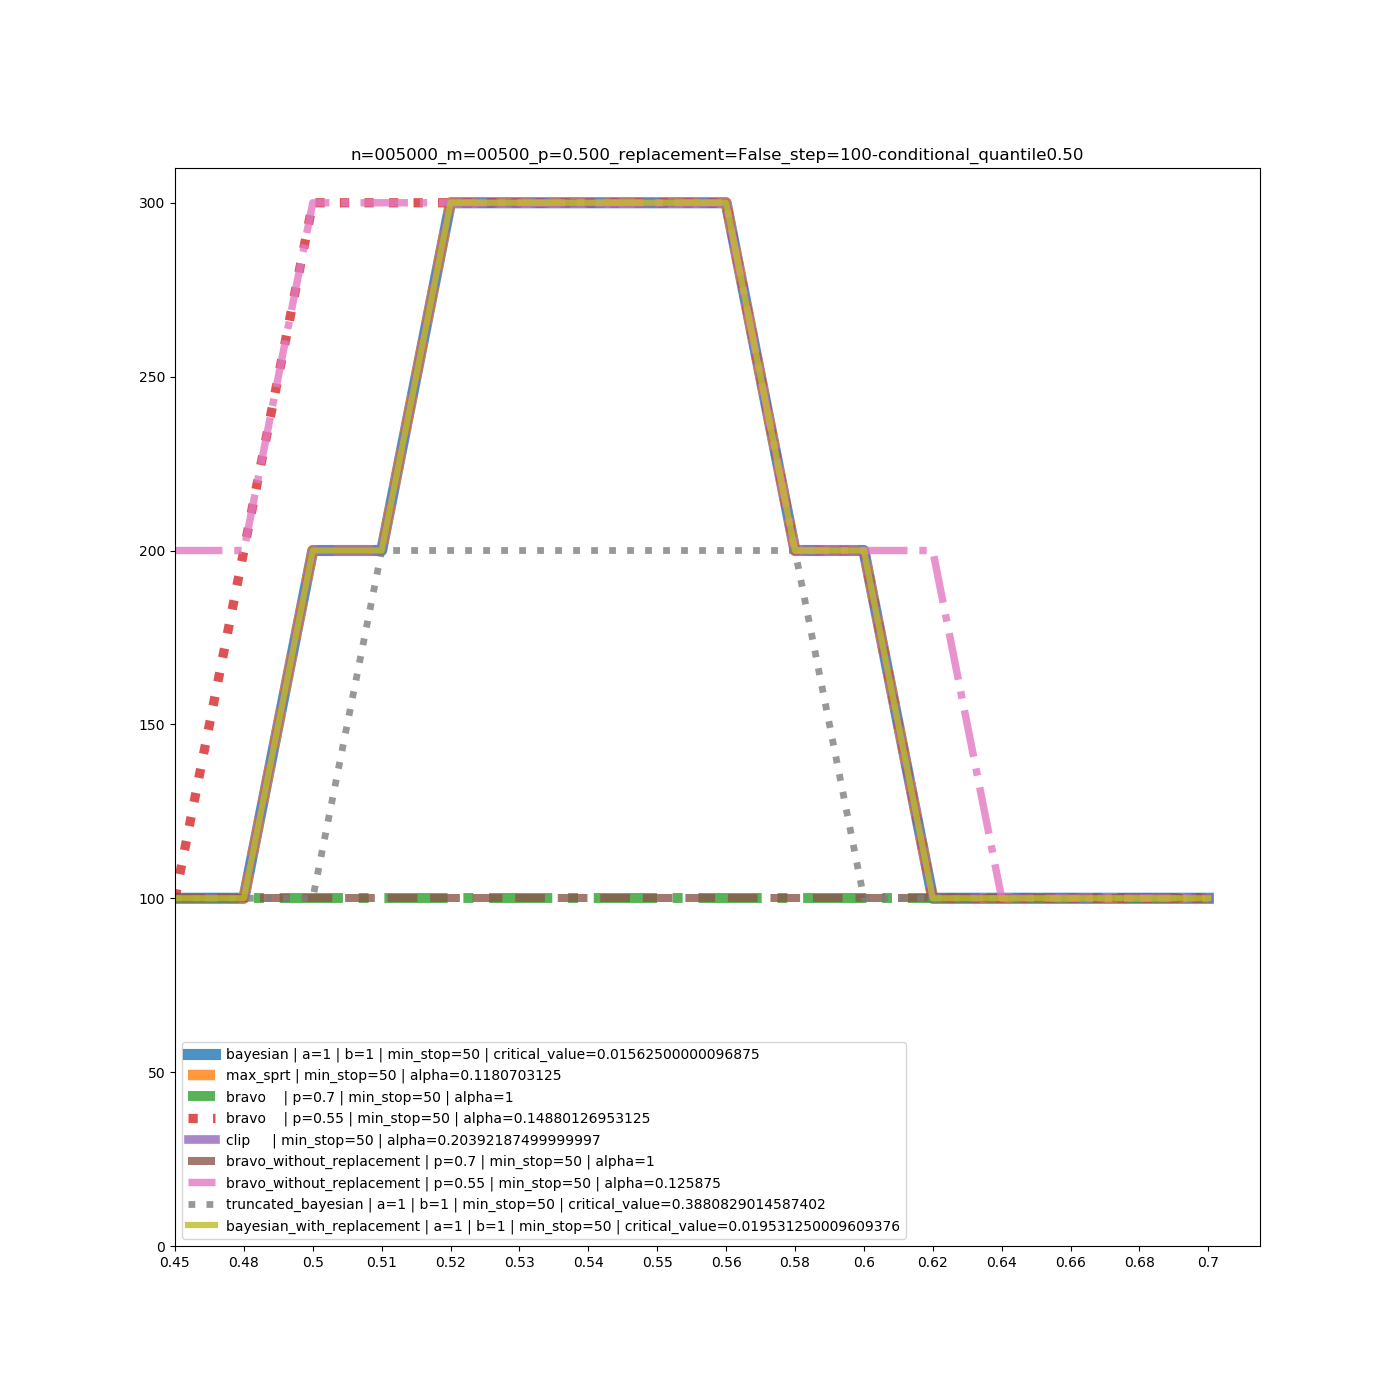 n=005000_m=00500_p=0.500_replacement=False_step=100-conditional_quantile0.50
300
250
200
150
100
50
0
bayesian | a=1 | b=1 | min_stop=50 | critical_value=0.01562500000096875
max_sprt | min_stop=50 | alpha=0.1180703125
bravo    | p=0.7 | min_stop=50 | alpha=1
bravo    | p=0.55 | min_stop=50 | alpha=0.14880126953125
clip     | min_stop=50 | alpha=0.20392187499999997
bravo_without_replacement | p=0.7 | min_stop=50 | alpha=1
bravo_without_replacement | p=0.55 | min_stop=50 | alpha=0.125875
truncated_bayesian | a=1 | b=1 | min_stop=50 | critical_value=0.3880829014587402
bayesian_with_replacement | a=1 | b=1 | min_stop=50 | critical_value=0.019531250009609376
0.45 0.48 0.5 0.51 0.52 0.53 0.54 0.55 0.56 0.58 0.6 0.62 0.64 0.66 0.68 0.7